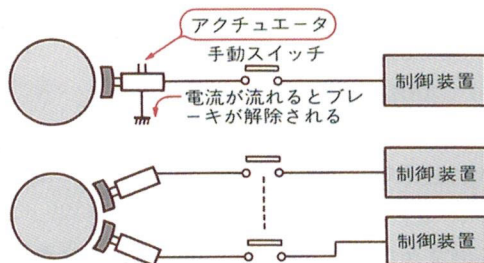 アクチュエータ
手動スイッチ
制御装置
電流が流れるとブレ
ーキが解除される
制御装置
制御装置